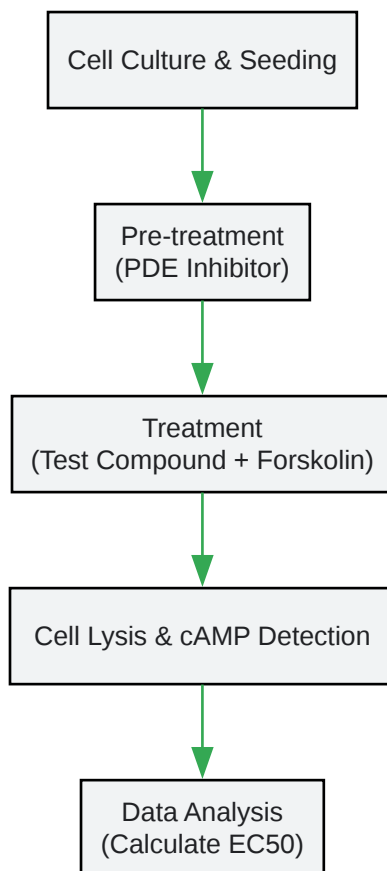 Cell Culture & Seeding
Pre-treatment
(PDE Inhibitor)
Treatment
(Test Compound + Forskolin)
Cell Lysis & cAMP Detection
Data Analysis
(Calculate EC50)